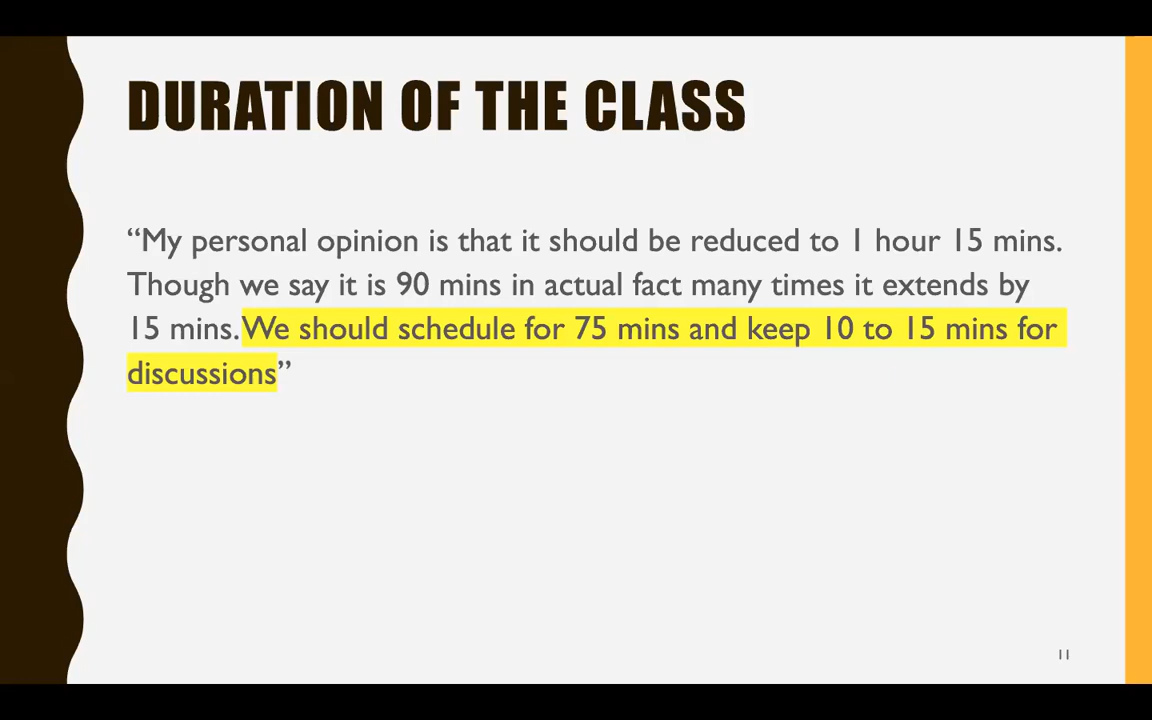 DURATION OF THE CLASS
“My personal opinion is that it should be reduced to 1 hour 15 mins.
Though we say it is 90 mins in actual fact many times it extends by
15 mins. We should schedule for 75 mins and keep 10 to 15 mins for
discussions”
11